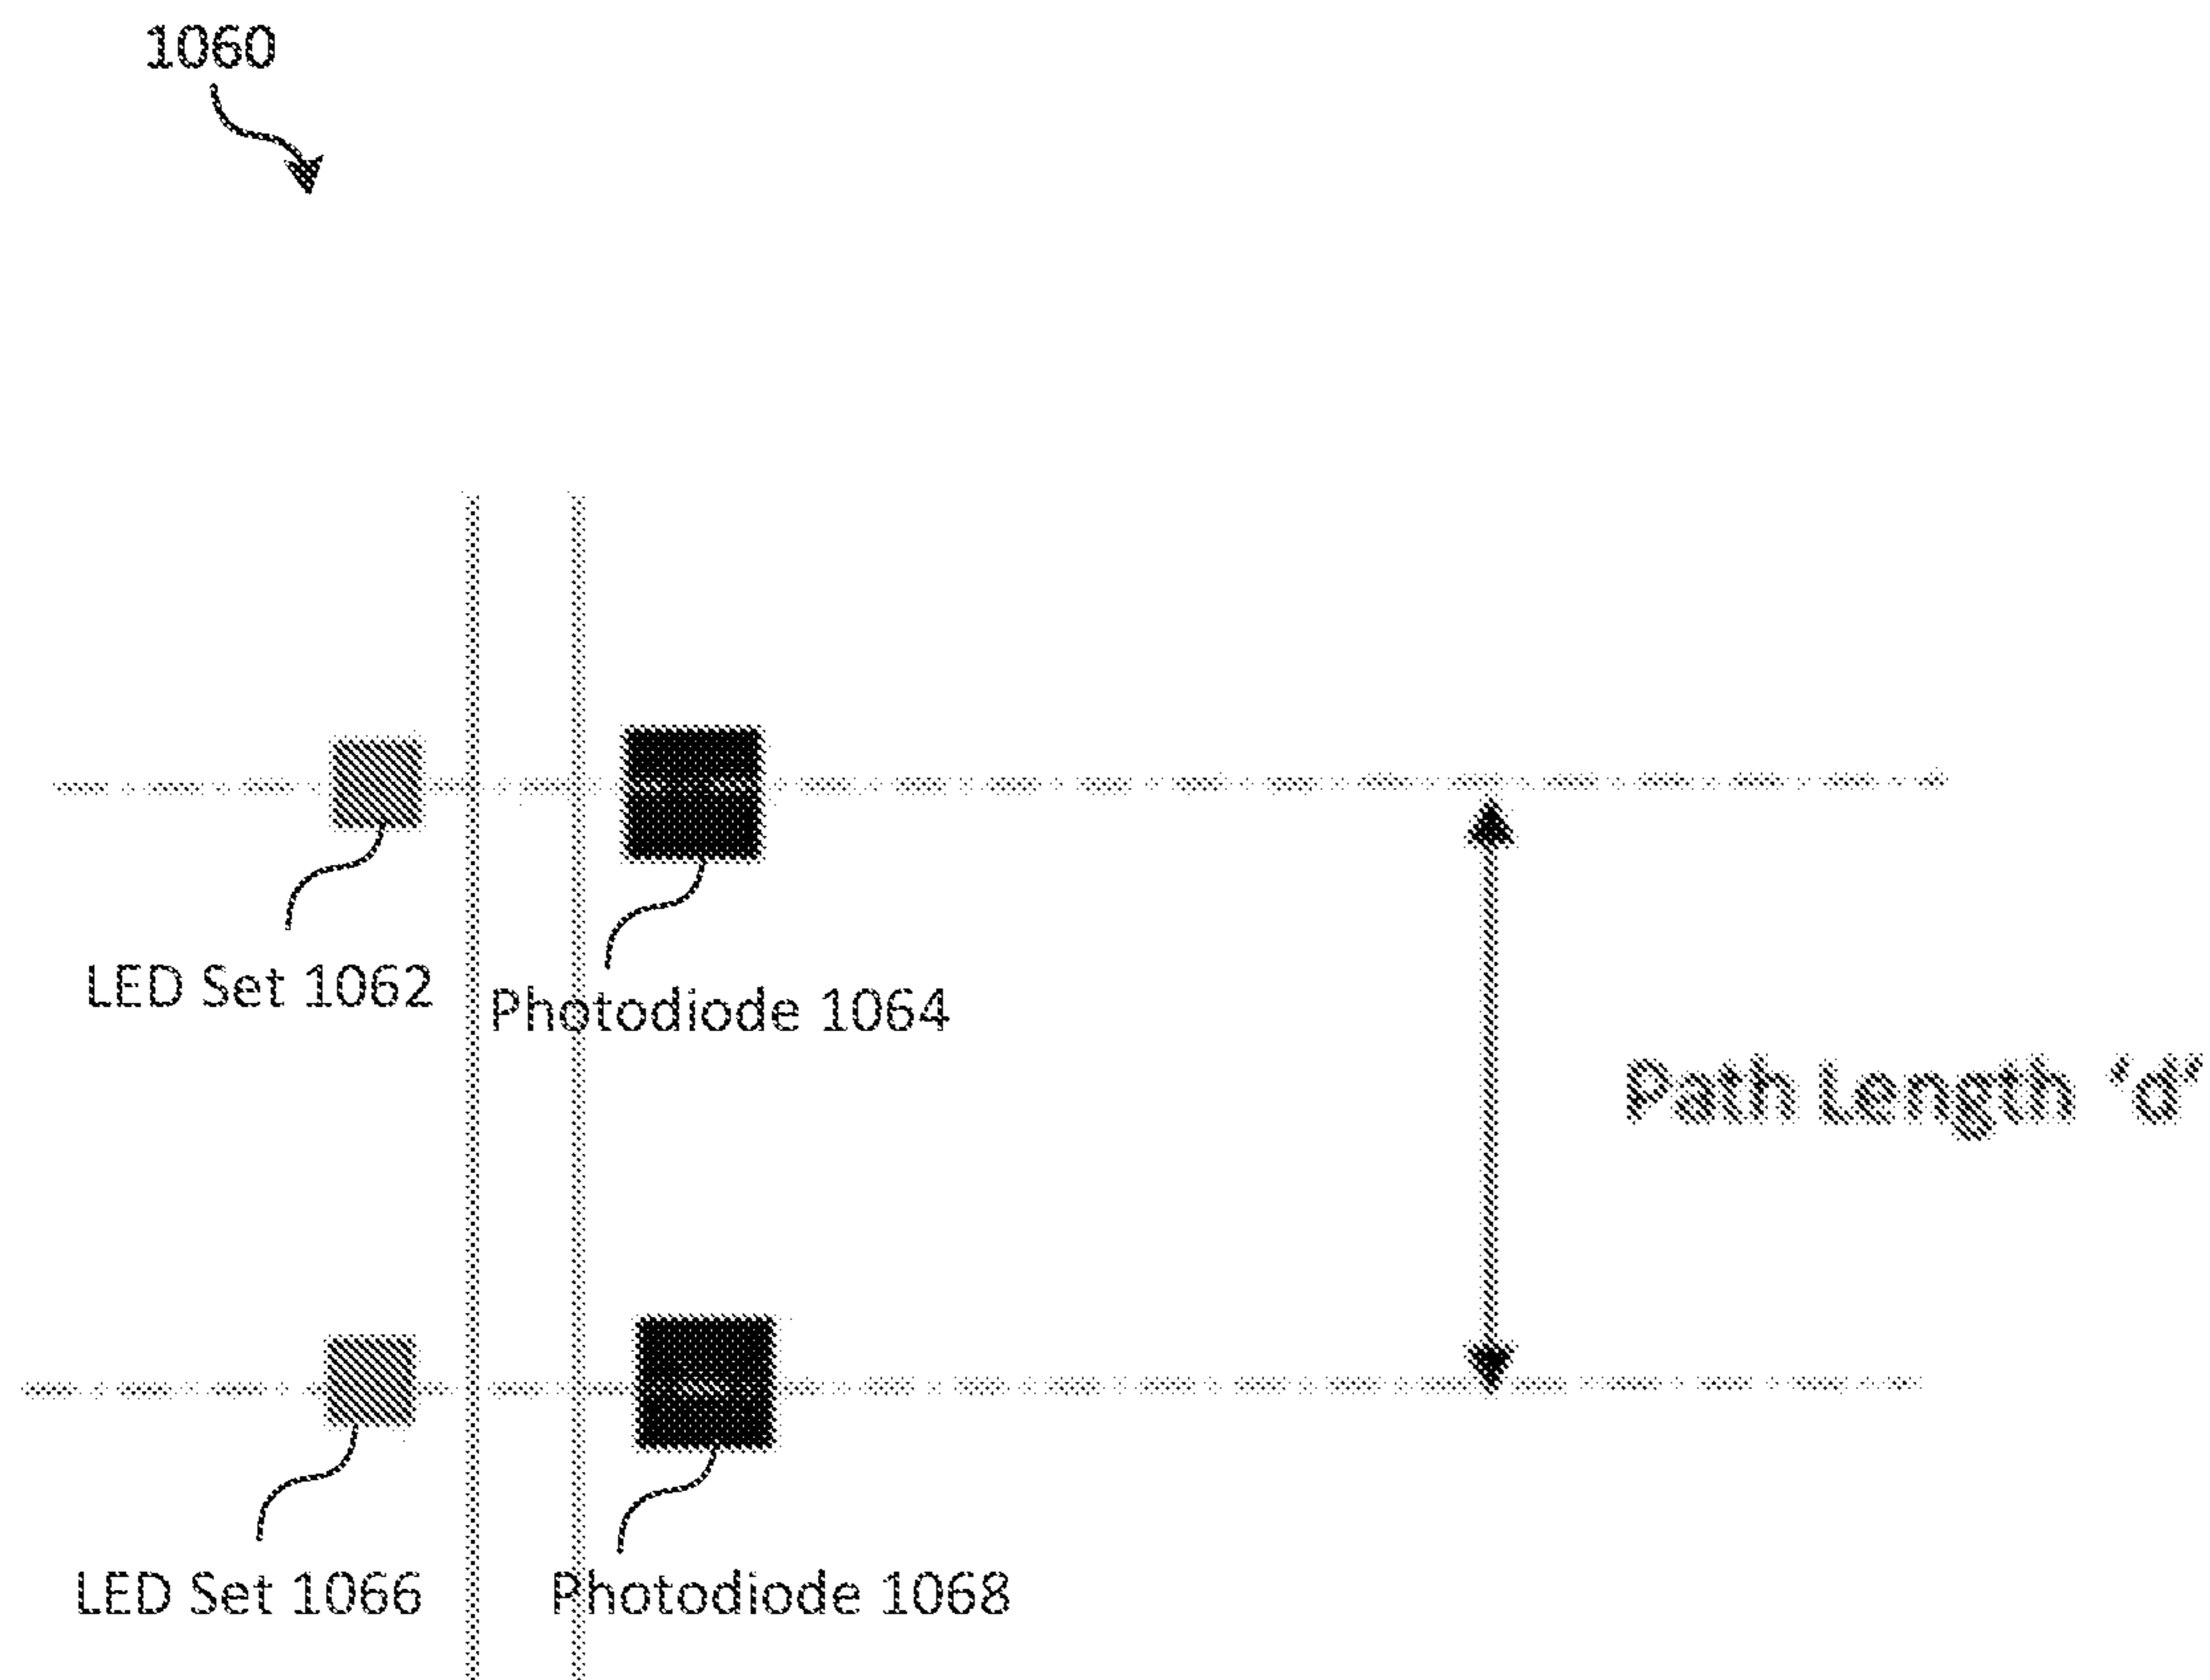 1060
LED Set 1062
Photodiode 1064
Path Length 'd'
LED Set 1066
Photodiode 1068